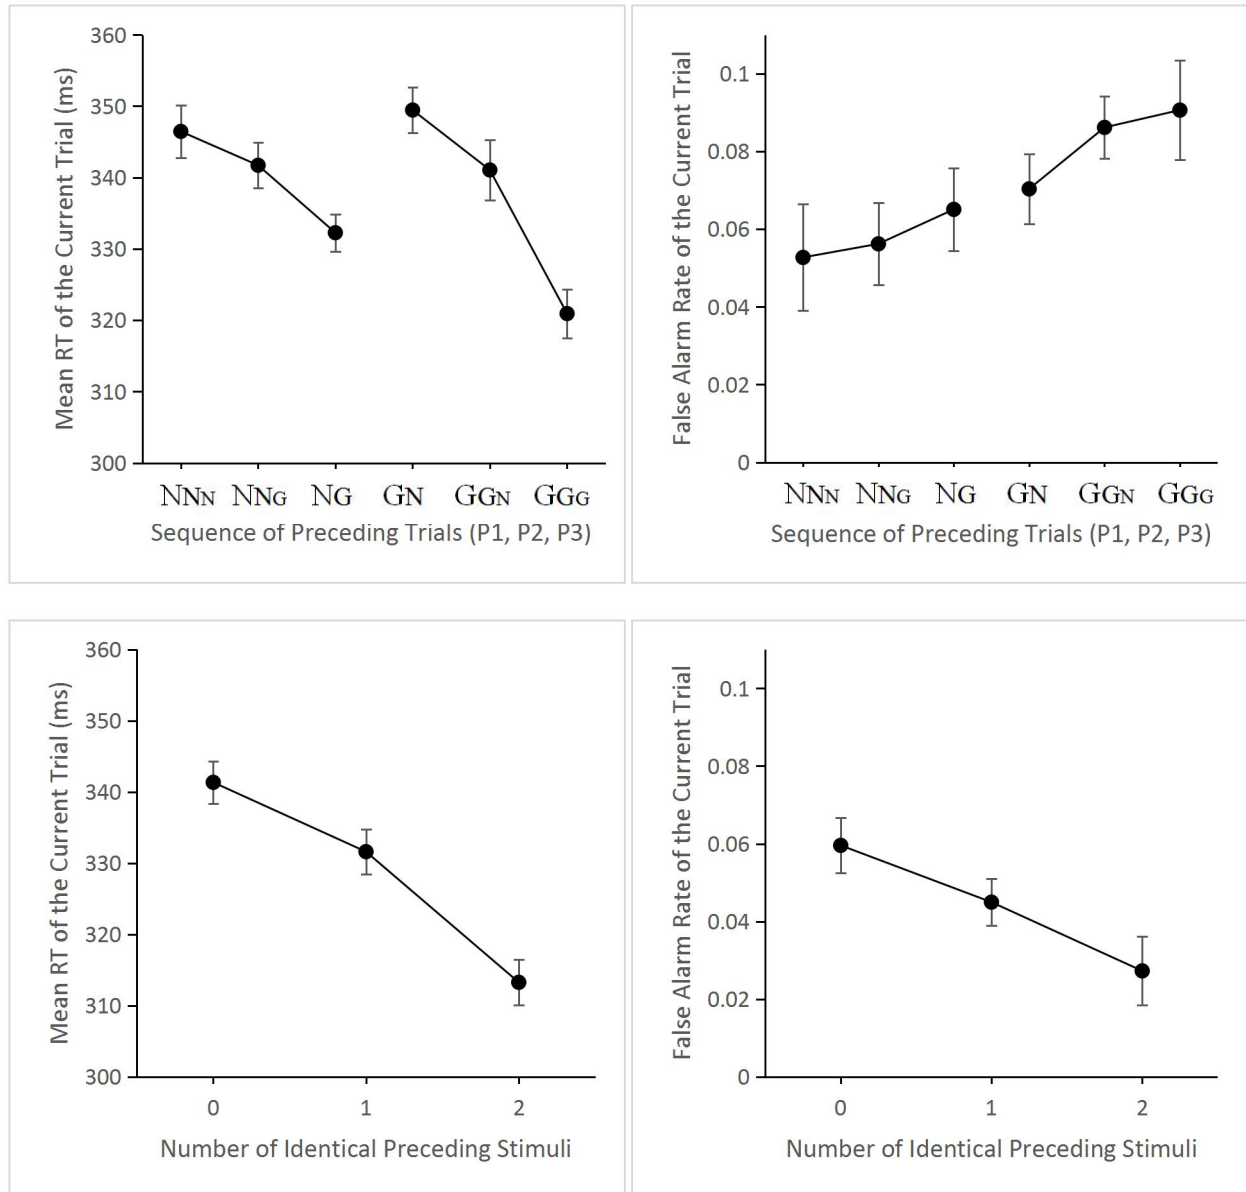 Mean RT of the Current Trial (ms)
360
350
340
330
320
310
300
NNN NNG NG GN GGN GGG
Sequence of Preceding Trials (P1, P2, P3)
False Alarm Rate of the Current Trial
0.1
0.08
0.06
0.04
0.02
0
NNN NNG NG GN GGN GGG
Sequence of Preceding Trials (P1, P2, P3)
Mean RT of the Current Trial (ms)
360
350
340
330
320
310
300
0 1 2
Number of Identical Preceding Stimuli
False Alarm Rate of the Current Trial
0.1
0.08
0.06
0.04
0.02
0
0 1 2
Number of Identical Preceding Stimuli